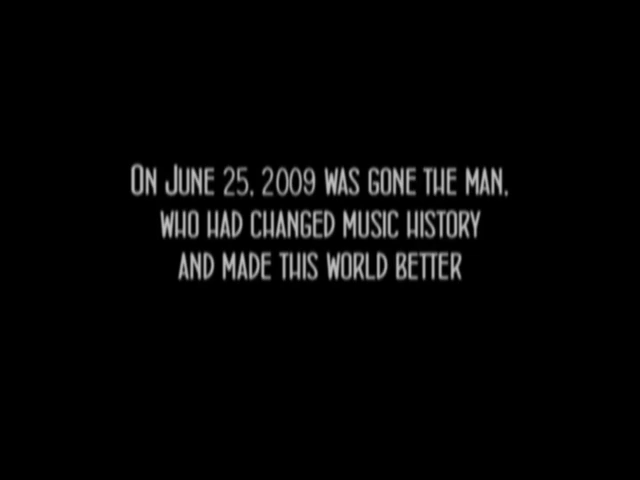 On June 25, 2009 was gone the man,
who had changed music history
and made this world better